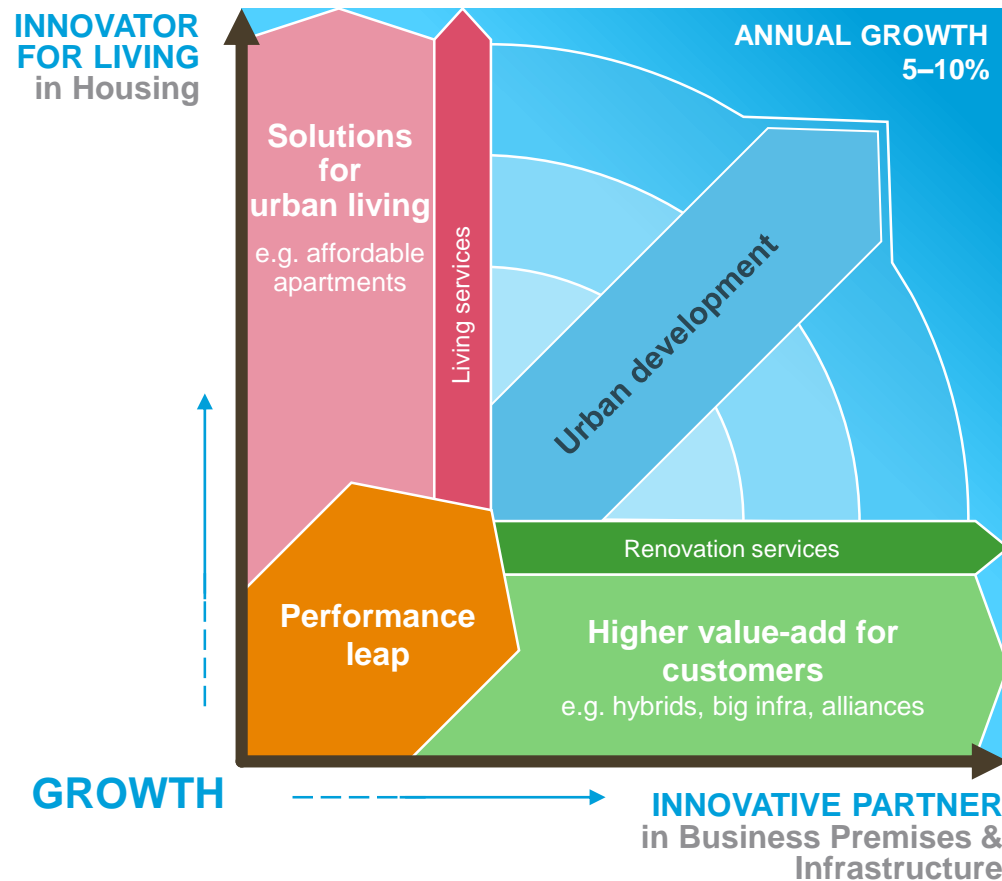 INNOVATOR
FOR LIVING
in Housing
ANNUAL GROWTH
5–10%
Solutions
for
urban living
e.g. affordable
apartments
Living services
Urban development
Renovation services
Performance
leap
Higher value-add for
customers
e.g. hybrids, big infra, alliances
GROWTH
INNOVATIVE PARTNER
in Business Premises &
Infrastructure